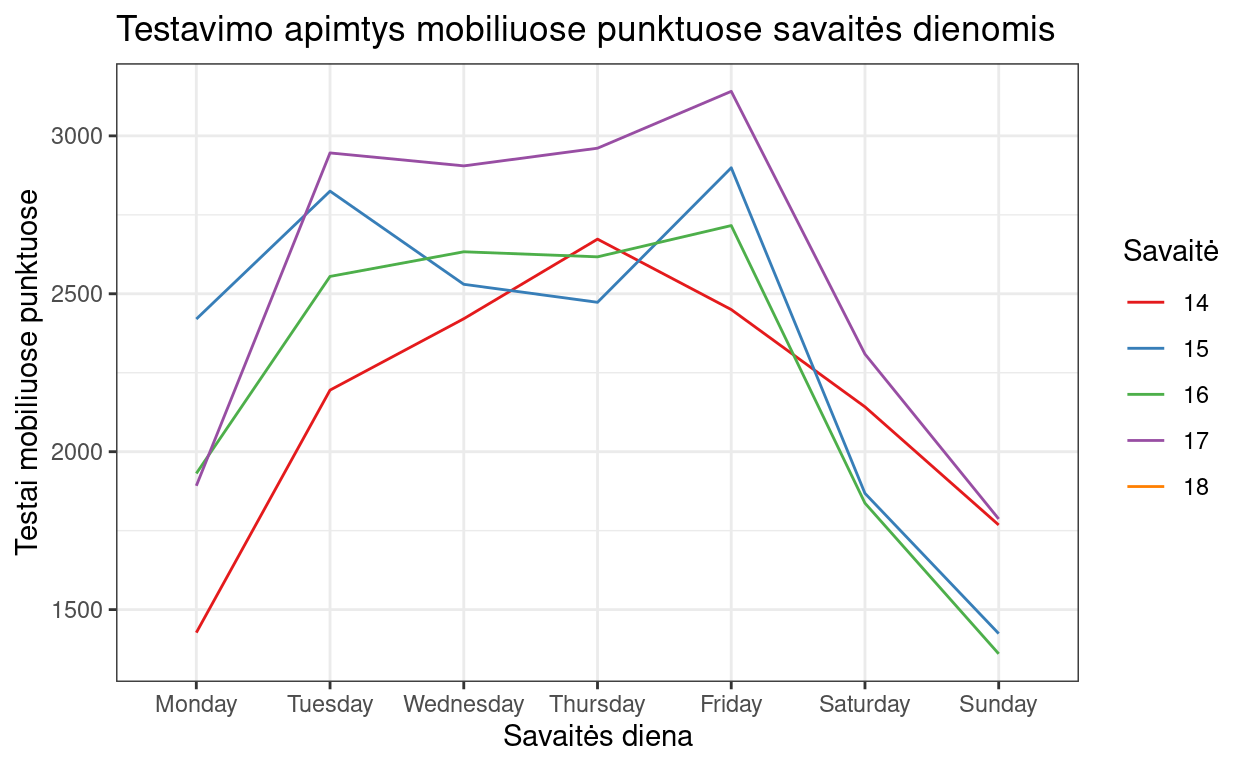 Testavimo apimtys mobiliuose punktuose savaitės dienomis
Testai mobiliuose punktuose
3000
2500
2000
1500
Monday Tuesday Wednesday Thursday Friday Saturday Sunday
Savaitės diena
Savaitė
14
15
16
17
18